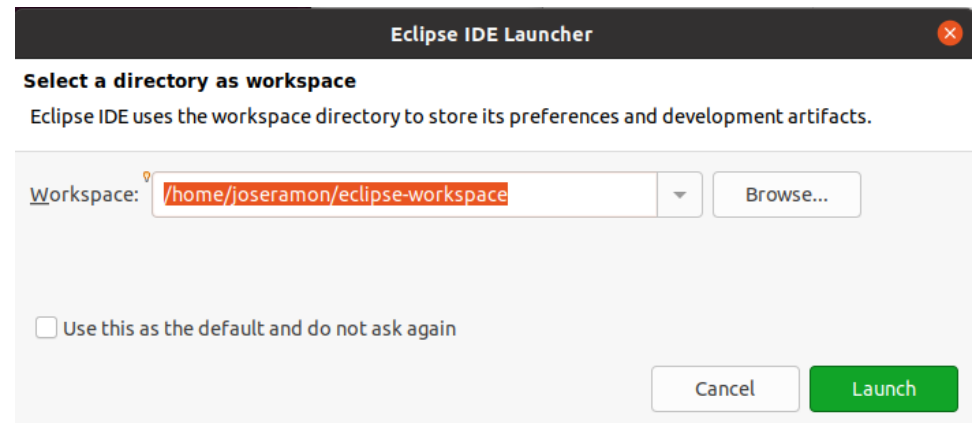 Eclipse IDE Launcher
Select a directory as workspace
Eclipse IDE uses the workspace directory to store its preferences and development artifacts.
Workspace: /home/joseramon/eclipse-workspace Browse...
Use this as the default and do not ask again
Cancel Launch